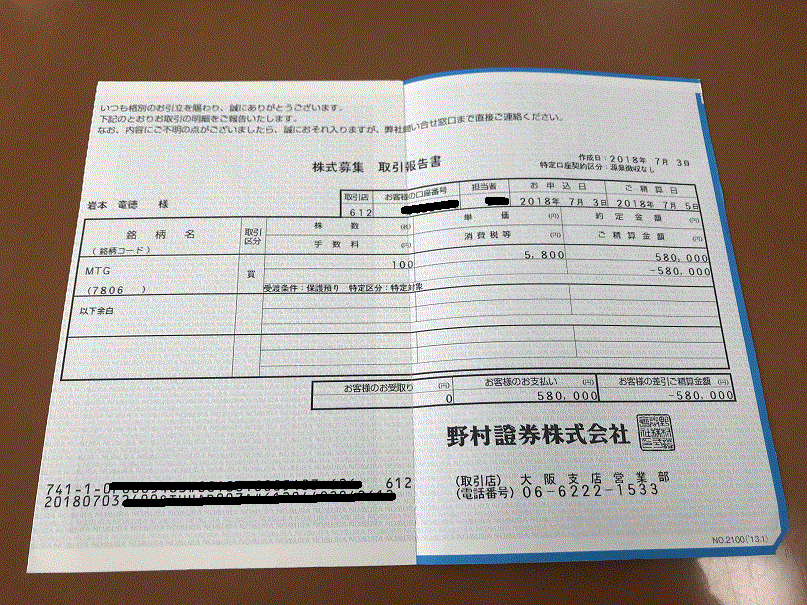 いつも格別のお引立を賜わり、誠にありがとうございます。
下記のとおりお取引の明細をご報告いたします。
なお、内容にご不明の点がございましたら、誠におそれ入りますが、弊社問い合せ窓口まで直接ご連絡ください。
株式募集 取引報告書
作成日：2018年 7月 3日
特定口座契約区分：源泉徴収なし
岩本 竜徳 様
取引店 お客様の口座番号 担当者 お申込日 ご精算日
612 2018年 7月 3日 2018年 7月 5日
銘柄名 取引区分 株数 (株) 単価 (円) 約定金額 (円)
(銘柄コード) 手数料 (円) 消費税等 (円) ご精算金額 (円)
MTG 買 100 5,800 580,000
-580,000
(7806 ) 受渡条件：保護預り 特定区分：特定対象
以下余白
お客様のお受取り (円) お客様のお支払い (円) お客様の差引ご精算金額 (円)
0 580,000 -580,000
野村證券株式会社
741-1-0 612
20180703
(取引店) 大阪支店営業部
(電話番号) 06-6222-1533
NO.2100('13.1)